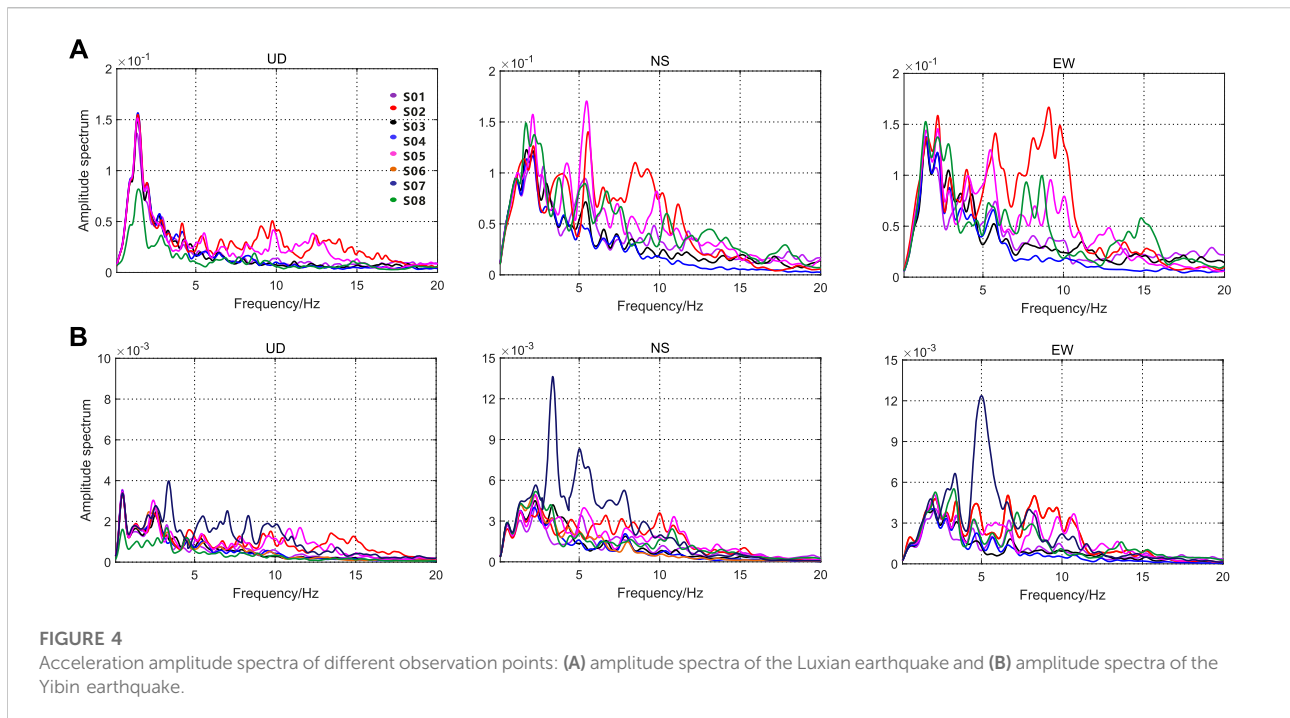 A
UD
NS
EW
×10⁻¹
×10⁻¹
×10⁻¹
2
1.5
1
0.5
0
5
10
15
20
2
1.5
1
0.5
0
5
10
15
20
2
1.5
1
0.5
0
5
10
15
20
Amplitude spectrum
S01
S02
S03
S04
S05
S06
S07
S08
Frequency/Hz
Frequency/Hz
Frequency/Hz
B
UD
NS
EW
×10⁻³
×10⁻³
×10⁻³
10
8
6
4
2
0
5
10
15
20
15
12
9
6
3
0
5
10
15
20
15
12
9
6
3
0
5
10
15
20
Amplitude spectrum
Frequency/Hz
Frequency/Hz
Frequency/Hz
FIGURE 4
Acceleration amplitude spectra of different observation points: (A) amplitude spectra of the Luxian earthquake and (B) amplitude spectra of the
Yibin earthquake.